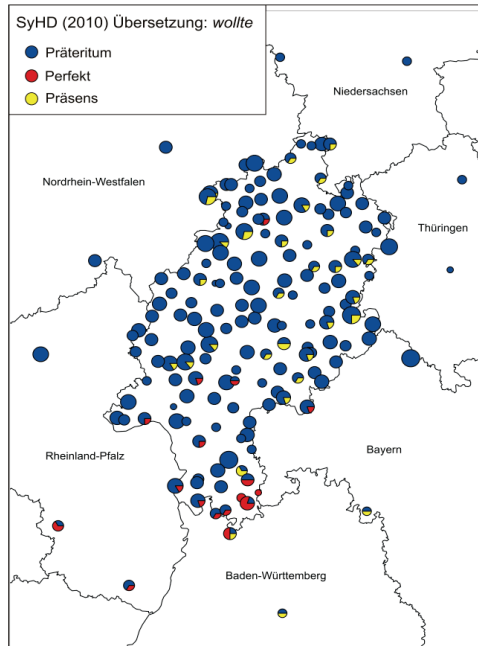 SyHD (2010) Übersetzung: wollte
Präteritum
Perfekt
Präsens
Niedersachsen
Nordrhein-Westfalen
Thüringen
Rheinland-Pfalz
Bayern
Baden-Württemberg